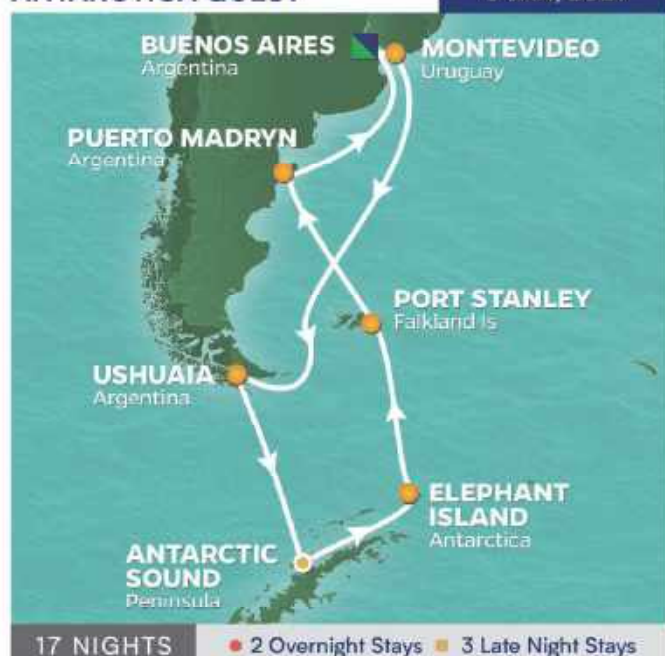 BUENOS AIRES
Argentina
MONTEVIDEO
Uruguay
PUERTO MADRYN
Argentina
PORT STANLEY
Falkland Is
USHUAIA
Argentina
ELEPHANT
ISLAND
Antarctica
ANTARCTIC
SOUND
Peninsula
17 NIGHTS
2 Overnight Stays
3 Late Night Stays